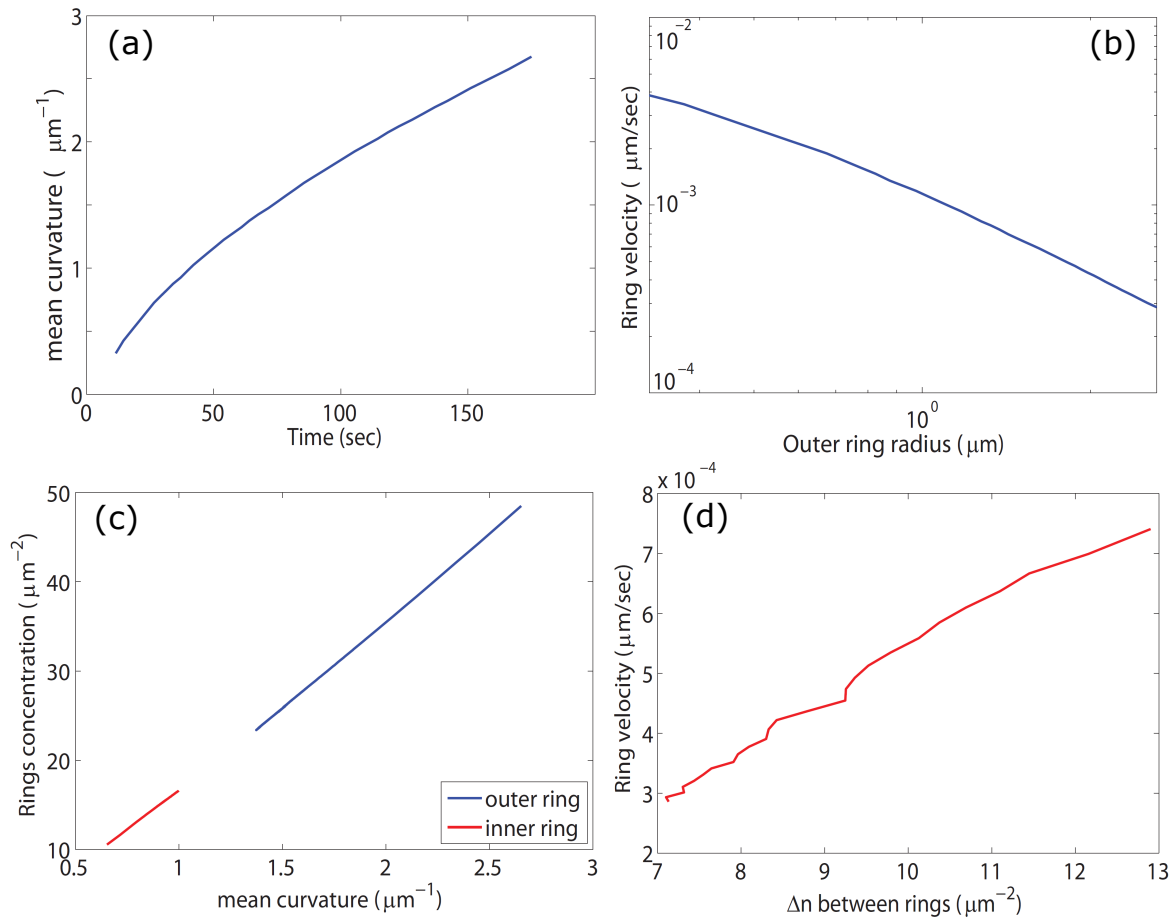 (a)
3
2
1
0
mean curvature ( μm⁻¹)
0 50 100 150
Time (sec)
(b)
10⁻²
10⁻³
10⁻⁴
Ring velocity ( μm/sec)
10⁰
Outer ring radius ( μm)
(c)
50
40
30
20
10
Rings concentration ( μm⁻²)
outer ring
inner ring
0.5 1 1.5 2 2.5 3
mean curvature ( μm⁻¹)
(d)
x 10⁻⁴
8
7
6
5
4
3
2
Ring velocity ( μm/sec)
7 8 9 10 11 12 13
Δn between rings ( μm⁻²)